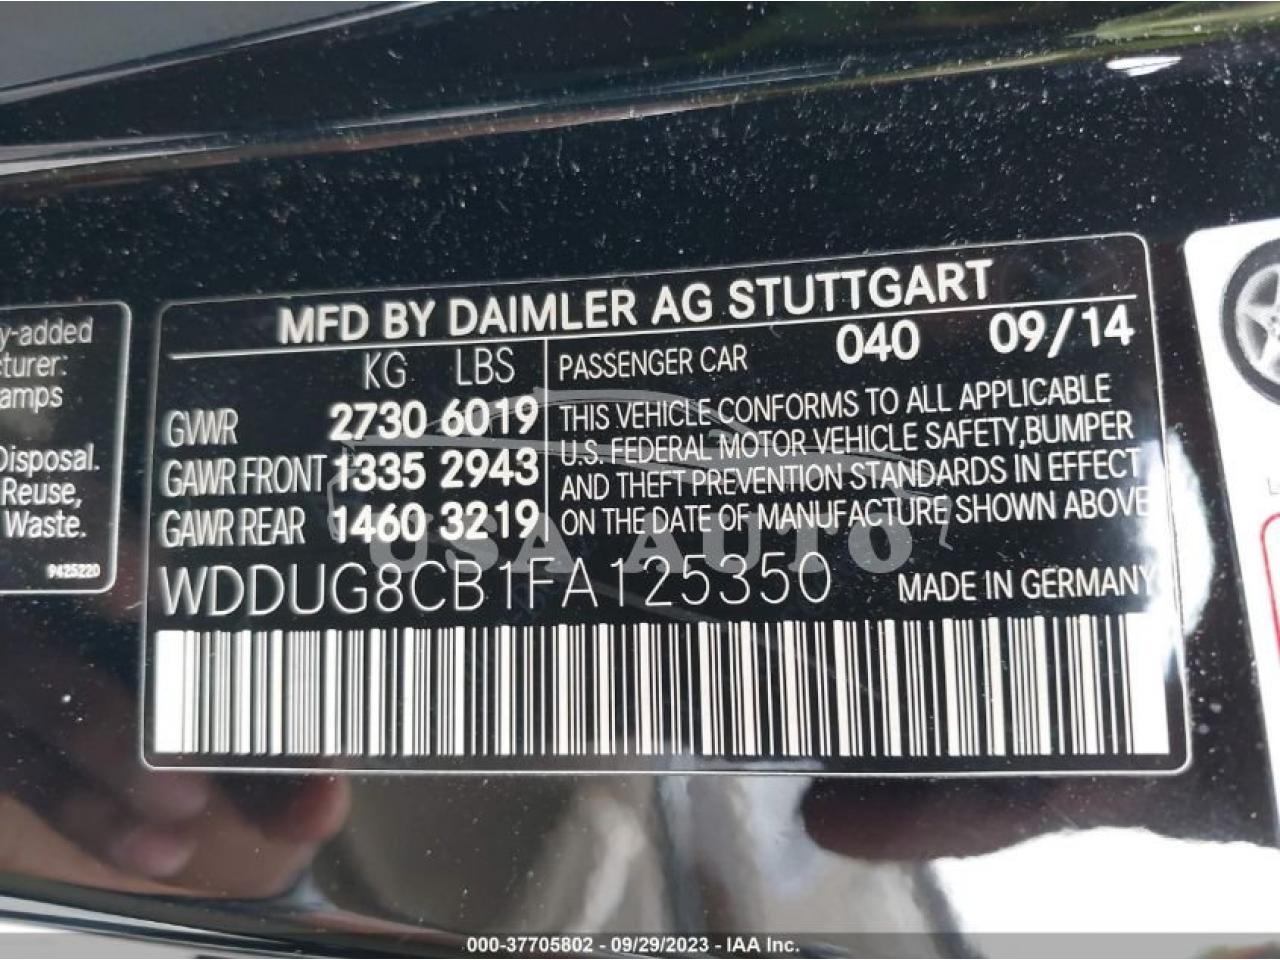 MFD BY DAIMLER AG STUTTGART
KG LBS
PASSENGER CAR 040 09/14
GVWR 2730 6019
GAWR FRONT 1335 2943
GAWR REAR 1460 3219
THIS VEHICLE CONFORMS TO ALL APPLICABLE
U.S. FEDERAL MOTOR VEHICLE SAFETY,BUMPER
AND THEFT PREVENTION STANDARDS IN EFFECT
ON THE DATE OF MANUFACTURE SHOWN ABOVE
WDDUG8CB1FA125350 MADE IN GERMANY
y-added
turer:
amps
Disposal.
Reuse,
Waste.
9425220
USA AUTO
000-37705802 - 09/29/2023 - IAA Inc.